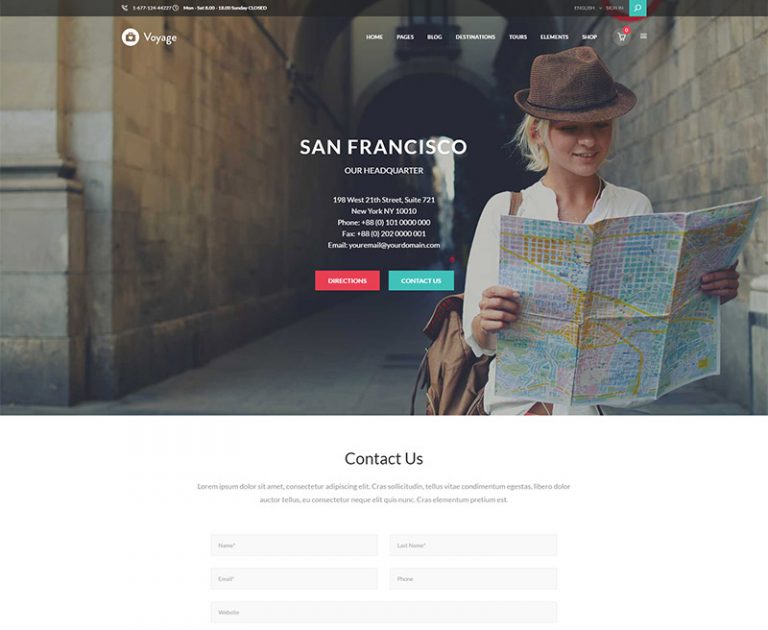 1-677-124-44227 Mon - Sat 8.00 - 18.00 Sunday CLOSED ENGLISH SIGN IN
Voyage HOME PAGES BLOG DESTINATIONS TOURS ELEMENTS SHOP 0
SAN FRANCISCO
OUR HEADQUARTER
198 West 21th Street, Suite 721
New York NY 10010
Phone: +88 (0) 101 0000 000
Fax: +88 (0) 202 0000 001
Email: youremail@yourdomain.com
DIRECTIONS CONTACT US
Contact Us
Lorem ipsum dolor sit amet, consectetur adipiscing elit. Cras sollicitudin, tellus vitae condimentum egestas, libero dolor
auctor tellus, eu consectetur neque elit quis nunc. Cras elementum pretium est.
Name* Last Name*
Email* Phone
Website